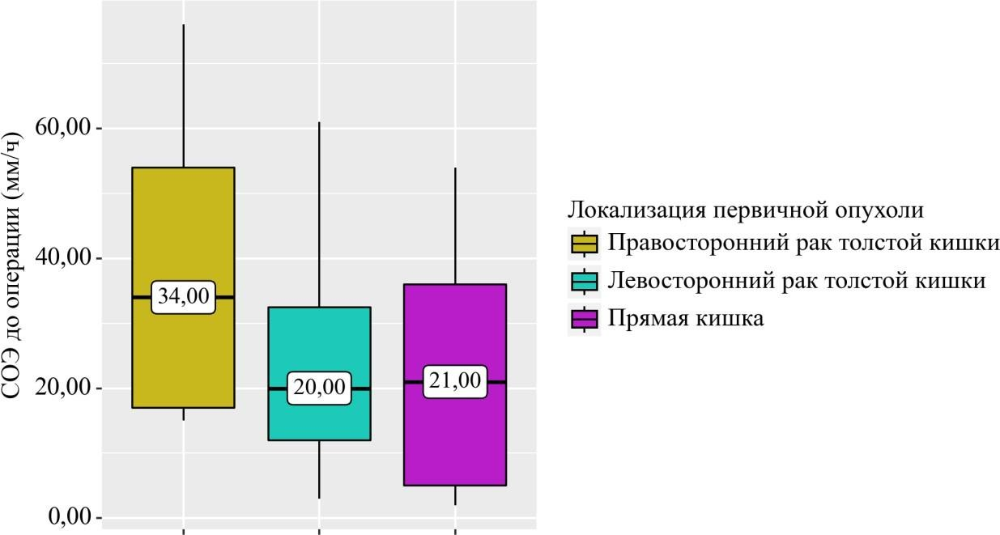 СОЭ до операции (мм/ч)
60,00
40,00
20,00
0,00
34,00
20,00
21,00
Локализация первичной опухоли
Правосторонний рак толстой кишки
Левосторонний рак толстой кишки
Прямая кишка